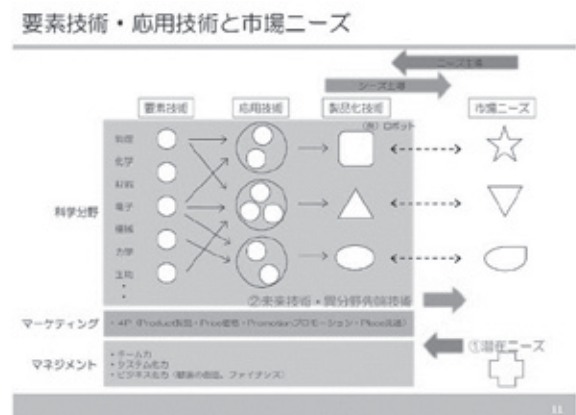 要素技術・応用技術と市場ニーズ
ニーズ主導
シーズ主導
要素技術
応用技術
製品化技術
市場ニーズ
(例) ロボット
物理
化学
材料
電子
機械
力学
生物
・
・
科学分野
②未来技術・異分野先端技術
マーケティング
・4P (Product製品・Price価格・Promotionプロモーション・Place流通)
①潜在ニーズ
マネジメント
・チーム力
・システム化力
・ビジネス化力
11